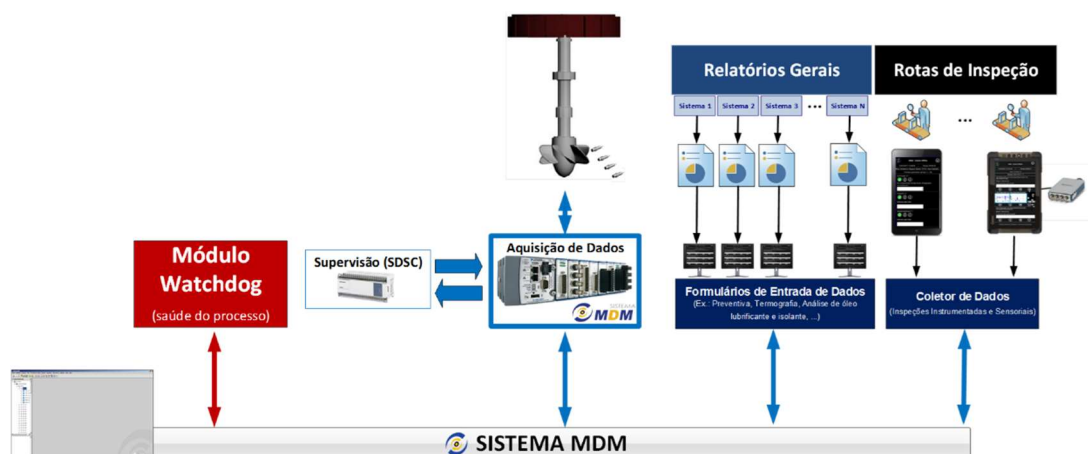 Relatórios Gerais
Rotas de Inspeção
Sistema 1
Sistema 2
Sistema 3
...
Sistema N
...
Aquisição de Dados
SISTEMA
MDM
Módulo
Watchdog
(saúde do processo)
Supervisão (SDSC)
Formulários de Entrada de Dados
(Ex.: Preventiva, Termografia, Análise de óleo
lubrificante e isolante, ...)
Coletor de Dados
(Inspeções Instrumentadas e Sensoriais)
SISTEMA MDM